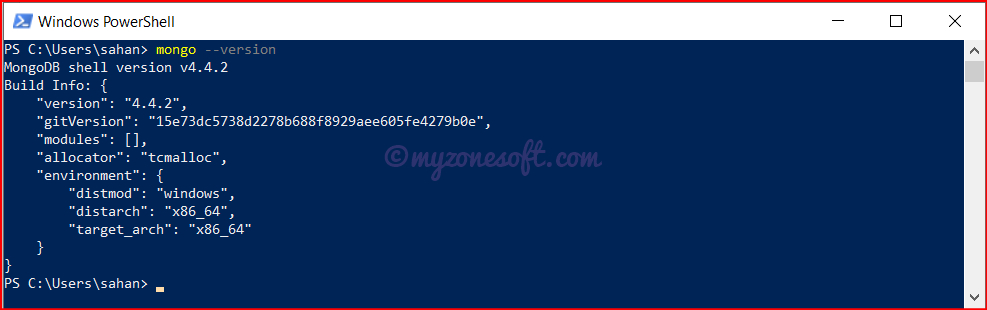 Windows PowerShell
PS C:\Users\sahan> mongo --version
MongoDB shell version v4.4.2
Build Info: {
    "version": "4.4.2",
    "gitVersion": "15e73dc5738d2278b688f8929aee605fe4279b0e",
    "modules": [],
    "allocator": "tcmalloc",
    "environment": {
        "distmod": "windows",
        "distarch": "x86_64",
        "target_arch": "x86_64"
    }
}
PS C:\Users\sahan>
©myzonesoft.com